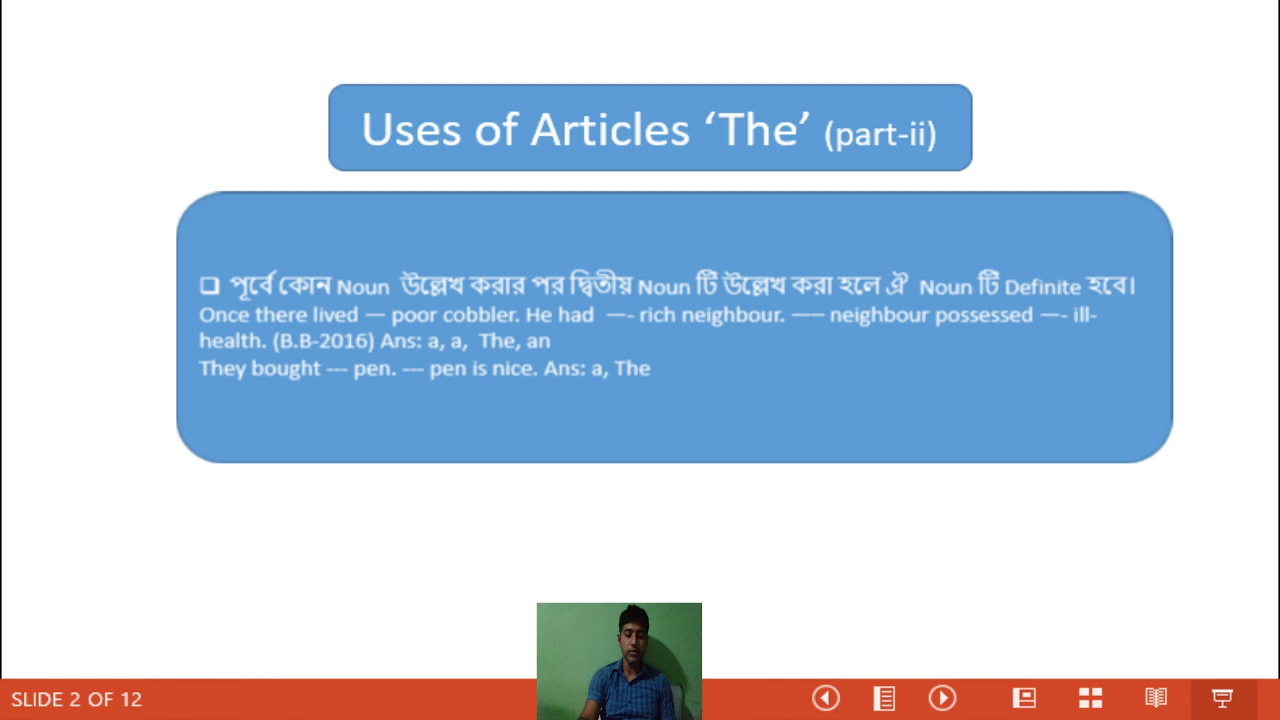 Uses of Articles ‘The’ (part-ii)
❑ পূর্বে কোন Noun উল্লেখ করার পর দ্বিতীয় Noun টি উল্লেখ করা হলে ঐ Noun টি Definite হবে।
Once there lived — poor cobbler. He had —- rich neighbour. —– neighbour possessed —- ill-
health. (B.B-2016) Ans: a, a, The, an
They bought --- pen. --- pen is nice. Ans: a, The
SLIDE 2 OF 12